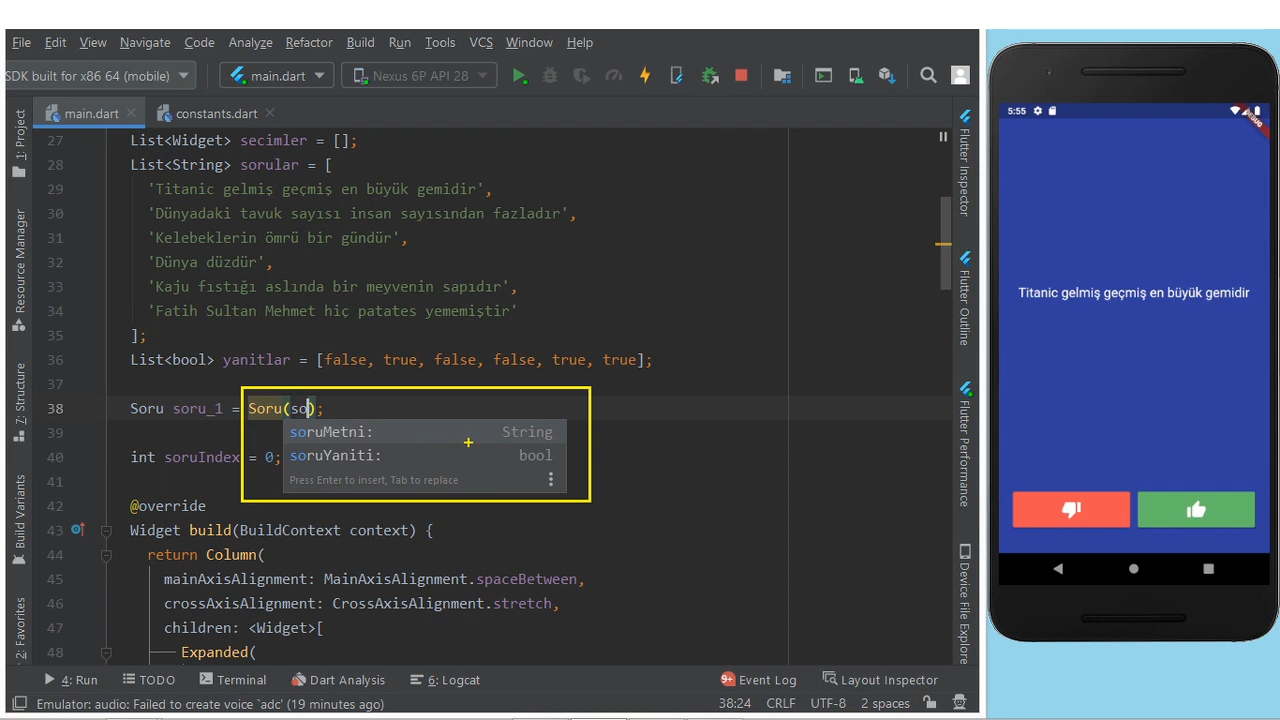 File Edit View Navigate Code Analyze Refactor Build Run Tools VCS Window Help
SDK built for x86 64 (mobile) main.dart Nexus 6P API 28
main.dart constants.dart
27 List<Widget> secimler = [];
28 List<String> sorular = [
29 'Titanic gelmiş geçmiş en büyük gemidir',
30 'Dünyadaki tavuk sayısı insan sayısından fazladır',
31 'Kelebeklerin ömrü bir gündür',
32 'Dünya düzdür',
33 'Kaju fıstığı aslında bir meyvenin sapıdır',
34 'Fatih Sultan Mehmet hiç patates yememiştir'
35 ];
36 List<bool> yanitlar = [false, true, false, false, true, true];
37
38 Soru soru_1 = Soru(so);
soruMetni: String
39
soruYaniti: bool
40 int soruIndex = 0;
Press Enter to insert, Tab to replace
41
42 @override
43 Widget build(BuildContext context) {
44 return Column(
45 mainAxisAlignment: MainAxisAlignment.spaceBetween,
46 crossAxisAlignment: CrossAxisAlignment.stretch,
47 children: <Widget>[
48 Expanded(
1: Project
Resource Manager
7: Structure
Build Variants
2: Favorites
Flutter Inspector
Flutter Outline
Flutter Performance
Device File Explorer
4: Run TODO Terminal Dart Analysis 6: Logcat 9+ Event Log Layout Inspector
Emulator: audio: Failed to create voice `adc' (19 minutes ago) 38:24 CRLF UTF-8 2 spaces
5:55
DEBUG
Titanic gelmiş geçmiş en büyük gemidir